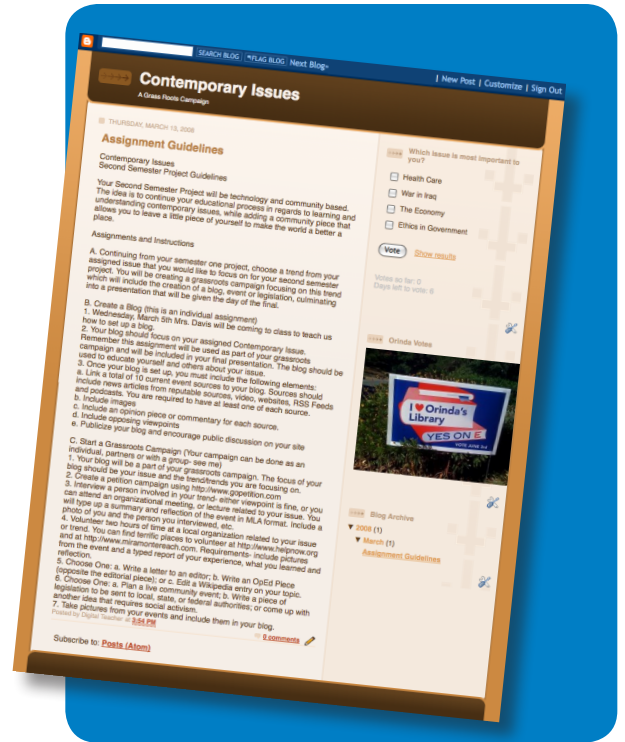 SEARCH BLOG FLAG BLOG Next Blog»
| New Post | Customize | Sign Out
Contemporary Issues
A Grass Roots Campaign
THURSDAY, MARCH 13, 2008
Assignment Guidelines
Contemporary Issues
Second Semester Project Guidelines
Your Second Semester Project will be technology and community based.
The idea is to continue your educational process in regards to learning and
understanding contemporary issues, while adding a community piece that
allows you to leave a little piece of yourself to make the world a better a
place.
Assignments and Instructions
A. Continuing from your semester one project, choose a trend from your
assigned issue that you would like to focus on for your second semester
project. You will be creating a grassroots campaign focusing on this trend
which will include the creation of a blog, event or legislation, culminating
into a presentation that will be given day of the final.
B. Create a Blog (this is an individual assignment)
1. Wednesday, March 5th Mrs. Davis will be coming to class to teach us
how to set up a blog.
2. Your blog should focus on your assigned Contemporary Issue.
Remember this assignment will be used as part of your grassroots
campaign and will be included in your final presentation. The blog should be
used to educate yourself and others about your issue.
3. Once your blog is set up, you must include the following elements:
a. Link a total of 10 current event sources to your blog. Sources should
include news articles from reputable sources, video, websites, RSS Feeds
and podcasts. You are required to have at least one of each source.
b. Include images
c. Include an opinion piece or commentary for each source.
d. Include opposing viewpoints
e. Publicize your blog and encourage public discussion on your site
C. Start a Grassroots Campaign (Your campaign can be done as an
individual, partners or with a group- see me)
1. Your blog will be a part of your grassroots campaign. The focus of your
blog should be your issue and the trend/trends you are focusing on.
2. Create a petition campaign using http://www.gopetition.com
3. Interview a person involved in your trend- either viewpoint is fine, or you
can attend an organizational meeting, or lecture related to your issue. You
will type up a summary and reflection of the event in MLA format. Include a
photo of you and the person you interviewed, etc.
4. Volunteer two hours of time at a local organization related to your issue
or trend. You can find terrific places to volunteer at http://www.helpnow.org
and at http://www.miramontereach.com. Requirements- include pictures
from the event and a typed report of your experience, what you learned and
reflection.
5. Choose One: a. Write a letter to an editor; b. Write an OpEd Piece
(opposite the editorial piece); or c. Edit a Wikipedia entry on your topic.
6. Choose One: a. Plan a live community event; b. Write a piece of
legislation to be sent to local, state, or federal authorities; or come up with
another idea that requires social activism.
7. Take pictures from your events and include them in your blog.
Posted by Digital Teacher at 3:54 PM
0 comments
Subscribe to: Posts (Atom)
Which Issue is most important to
you?
Health Care
War in Iraq
The Economy
Ethics in Government
Vote Show results
Votes so far: 0
Days left to vote: 6
Orinda Votes
I ♥ Orinda's
Library
YES ON E
VOTE JUNE 3rd
Blog Archive
▼ 2008 (1)
▼ March (1)
Assignment Guidelines